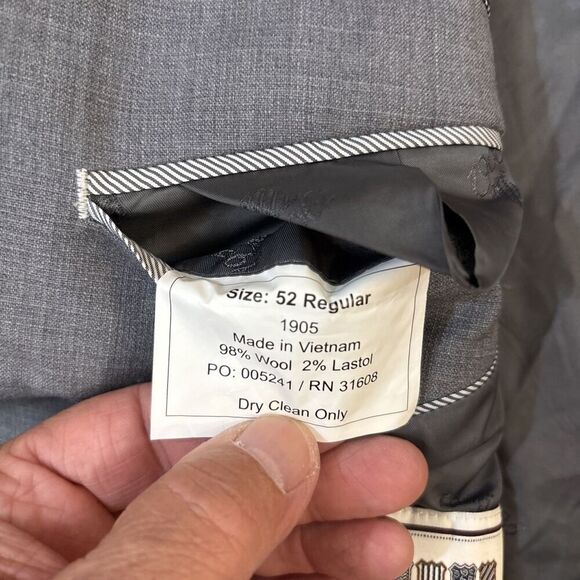 Size: 52 Regular
1905
Made in Vietnam
98% Wool 2% Lastol
PO: 005241 / RN 31608
Dry Clean Only